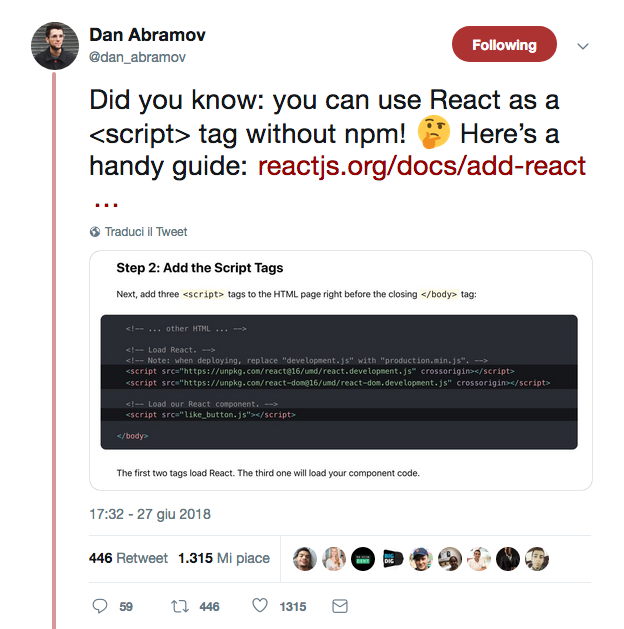 Dan Abramov
@dan_abramov
Following
Did you know: you can use React as a
<script> tag without npm! 🤔 Here's a
handy guide: reactjs.org/docs/add-react
...
Traduci il Tweet
Step 2: Add the Script Tags
Next, add three <script> tags to the HTML page right before the closing </body> tag:
<!-- ... other HTML ... -->
<!-- Load React. -->
<!-- Note: when deploying, replace "development.js" with "production.min.js". -->
<script src="https://unpkg.com/react@16/umd/react.development.js" crossorigin></script>
<script src="https://unpkg.com/react-dom@16/umd/react-dom.development.js" crossorigin></script>
<!-- Load our React component. -->
<script src="like_button.js"></script>
</body>
The first two tags load React. The third one will load your component code.
17:32 - 27 giu 2018
446 Retweet 1.315 Mi piace
BIG
DIG
59 446 1315